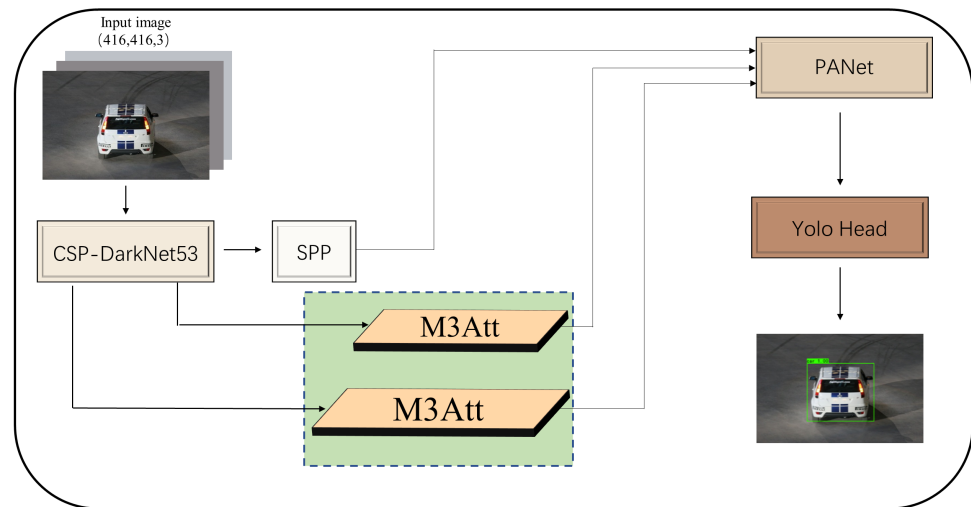 Input image
(416,416,3)
PANet
CSP-DarkNet53
SPP
Yolo Head
M3Att
M3Att